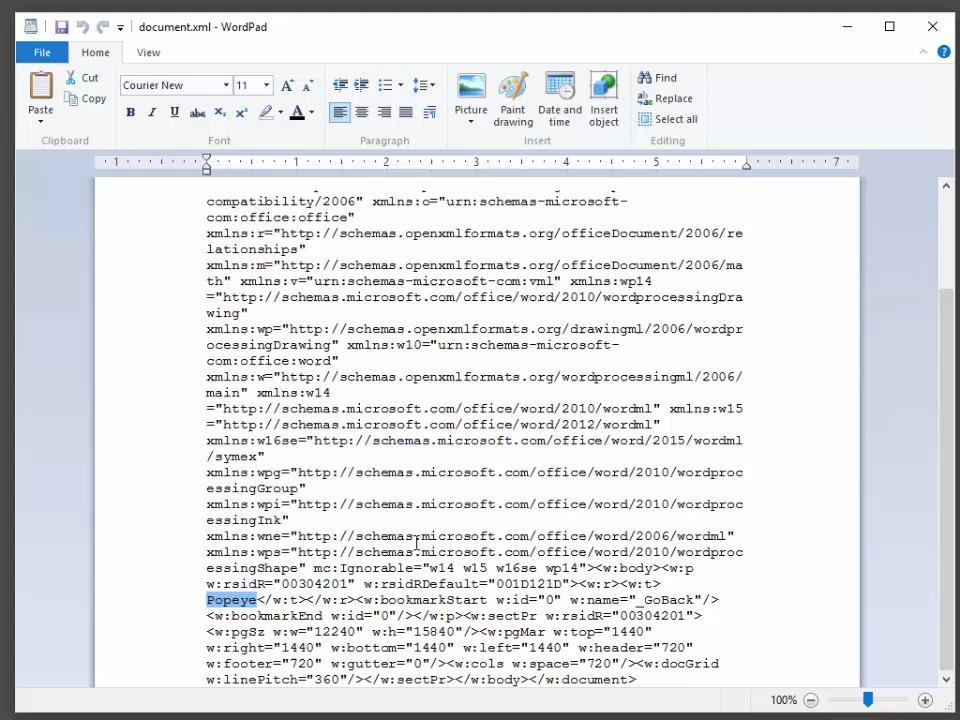 document.xml - WordPad
File Home View
Paste Cut Copy Clipboard
Courier New 11
B I U abc X₂ X² A
Font
Paragraph
Picture Paint drawing Date and time Insert object
Insert
Find
Replace
Select all
Editing
1 1 2 3 4 5 7
compatibility/2006" xmlns:o="urn:schemas-microsoft-
com:office:office"
xmlns:r="http://schemas.openxmlformats.org/officeDocument/2006/re
lationships"
xmlns:m="http://schemas.openxmlformats.org/officeDocument/2006/ma
th" xmlns:v="urn:schemas-microsoft-com:vml" xmlns:wp14
="http://schemas.microsoft.com/office/word/2010/wordprocessingDra
wing"
xmlns:wp="http://schemas.openxmlformats.org/drawingml/2006/wordpr
ocessingDrawing" xmlns:w10="urn:schemas-microsoft-
com:office:word"
xmlns:w="http://schemas.openxmlformats.org/wordprocessingml/2006/
main" xmlns:w14
="http://schemas.microsoft.com/office/word/2010/wordml" xmlns:w15
="http://schemas.microsoft.com/office/word/2012/wordml"
xmlns:w16se="http://schemas.microsoft.com/office/word/2015/wordml
/symex"
xmlns:wpg="http://schemas.microsoft.com/office/word/2010/wordproc
essingGroup"
xmlns:wpi="http://schemas.microsoft.com/office/word/2010/wordproc
essingInk"
xmlns:wne="http://schemas.microsoft.com/office/word/2006/wordml"
xmlns:wps="http://schemas.microsoft.com/office/word/2010/wordproc
essingShape" mc:Ignorable="w14 w15 w16se wp14"><w:body><w:p
w:rsidR="00304201" w:rsidRDefault="001D121D"><w:r><w:t>
Popeye</w:t></w:r><w:bookmarkStart w:id="0" w:name="_GoBack"/>
<w:bookmarkEnd w:id="0"/></w:p><w:sectPr w:rsidR="00304201">
<w:pgSz w:w="12240" w:h="15840"/><w:pgMar w:top="1440"
w:right="1440" w:bottom="1440" w:left="1440" w:header="720"
w:footer="720" w:gutter="0"/><w:cols w:space="720"/><w:docGrid
w:linePitch="360"/></w:sectPr></w:body></w:document>
100%